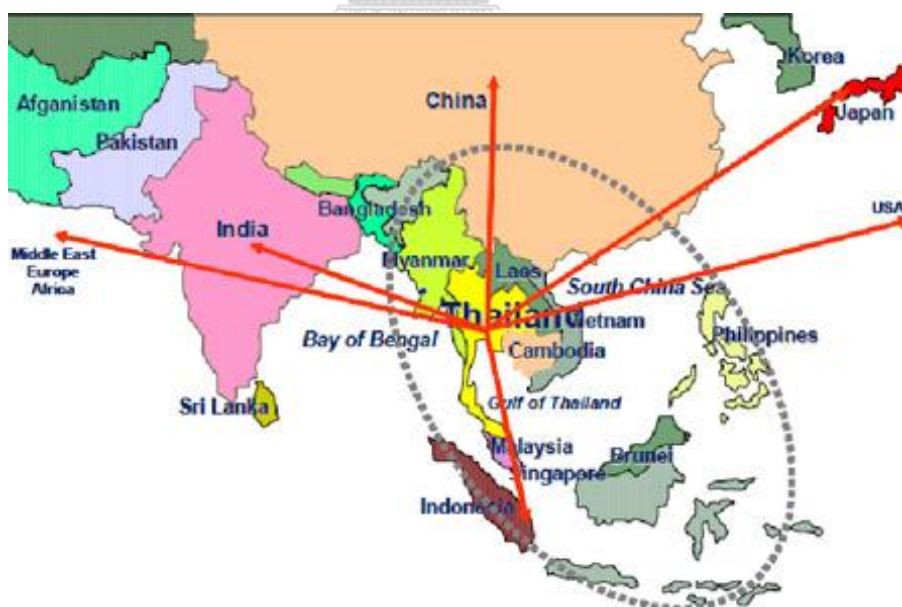 Korea
Afganistan
China
Japan
Pakistan
Bangladesh
USA
India
Middle East
Europe
Africa
Myanmar
Laos
South China Sea
Thailand
Vietnam
Bay of Bengal
Philippines
Cambodia
Sri Lanka
Gulf of Thailand
Malaysia
Brunei
Singapore
Indonesia